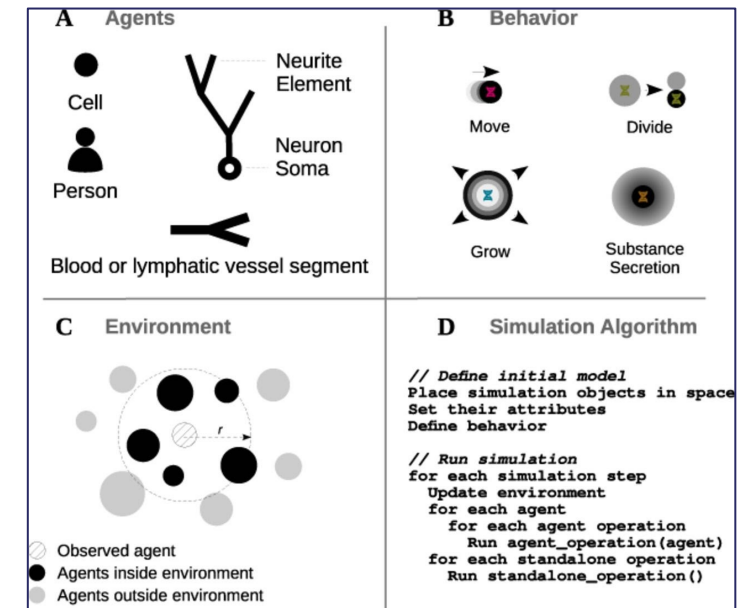 A Agents
Cell
Person
Neurite
Element
Neuron
Soma
Blood or lymphatic vessel segment
B Behavior
Move
Divide
Grow
Substance
Secretion
C Environment
r
Observed agent
Agents inside environment
Agents outside environment
D Simulation Algorithm
// Define initial model
Place simulation objects in space
Set their attributes
Define behavior
// Run simulation
for each simulation step
Update environment
for each agent
for each agent operation
Run agent_operation(agent)
for each standalone operation
Run standalone_operation()